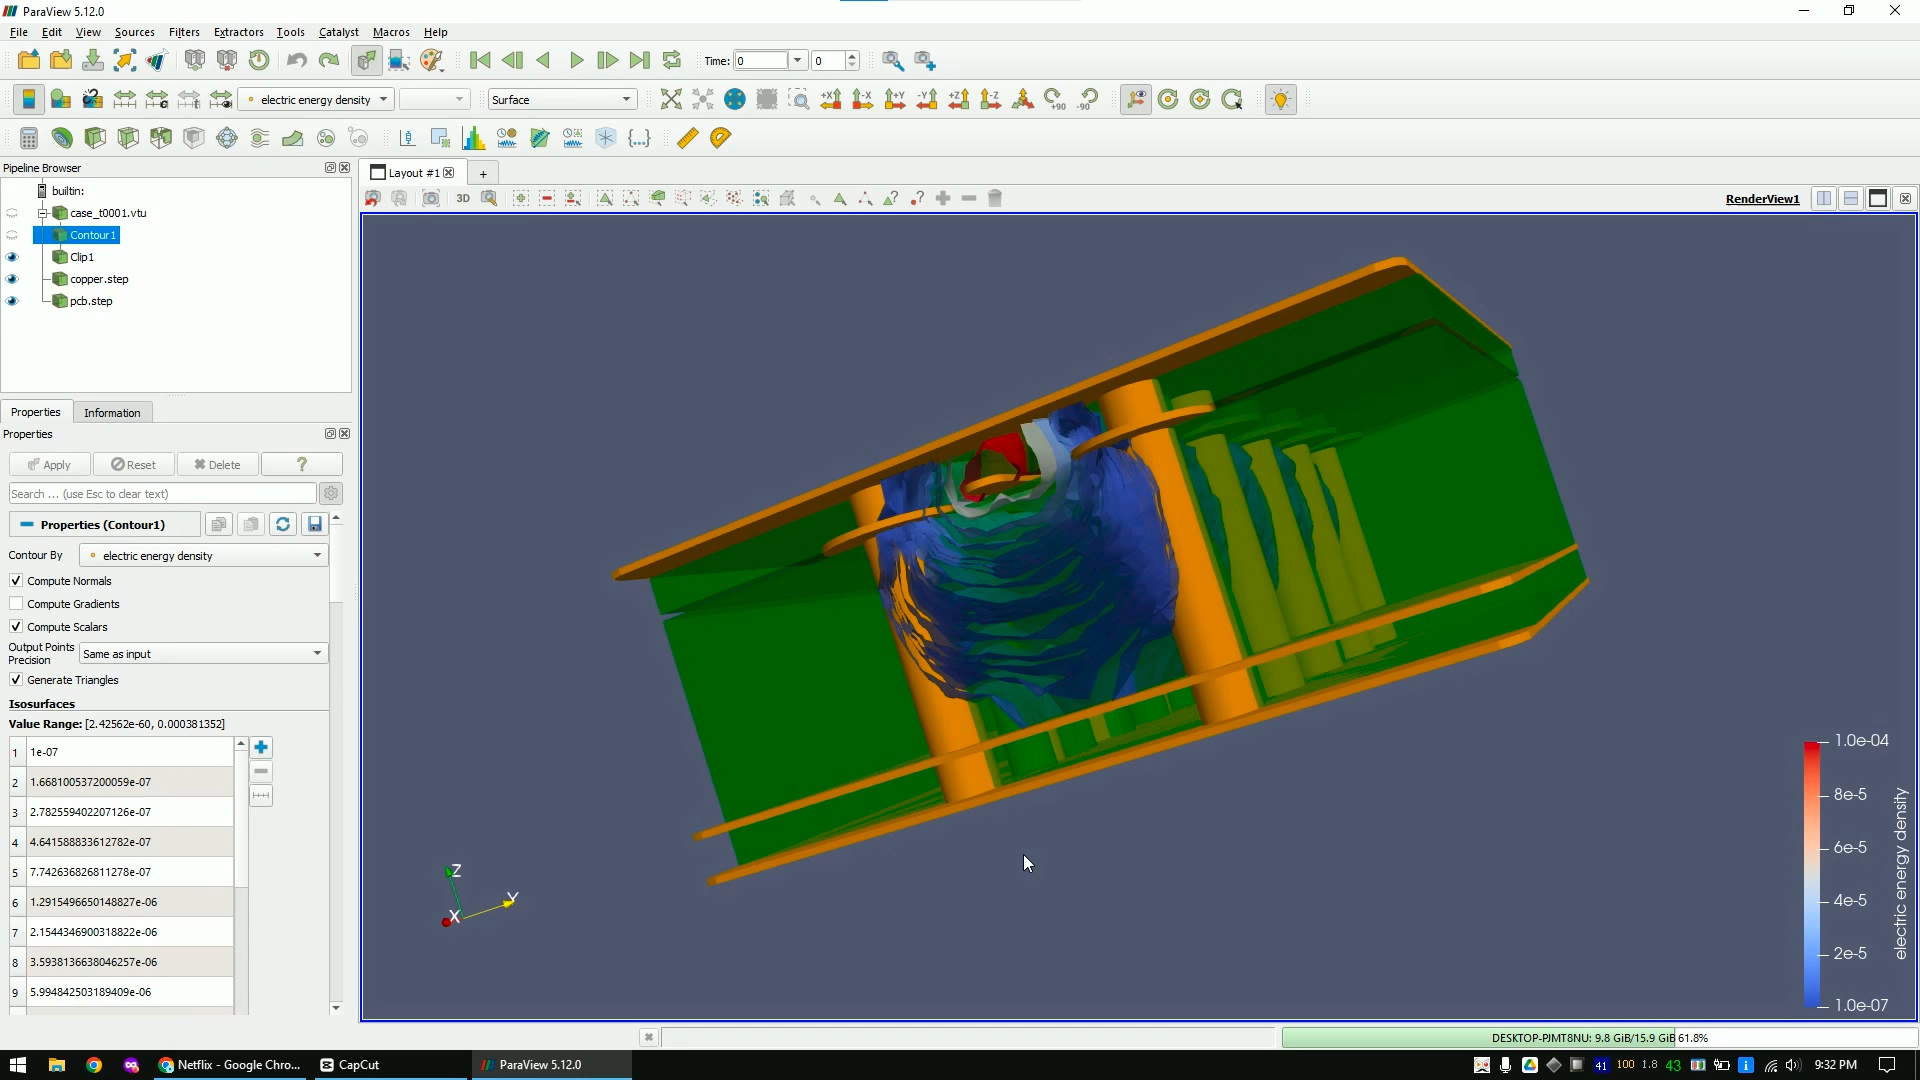 ParaView 5.12.0
File Edit View Sources Filters Extractors Tools Catalyst Macros Help
Time: 0 0
electric energy density Surface +X -X +Y -Y +Z -Z +90 -90
Pipeline Browser
Layout #1 +
builtin:
3D
RenderView1
case_t0001.vtu
Contour1
Clip1
copper.step
pcb.step
Properties Information
Properties
Apply Reset Delete ?
Search ... (use Esc to clear text)
Properties (Contour1)
Contour By electric energy density
Compute Normals
Compute Gradients
Compute Scalars
Output Points Precision Same as input
Generate Triangles
Isosurfaces
Value Range: [2.42562e-60, 0.000381352]
1 1e-07
2 1.668100537200059e-07
3 2.782559402207126e-07
4 4.641588833612782e-07
5 7.742636826811278e-07
6 1.2915496650148827e-06
7 2.1544346900318822e-06
8 3.5938136638046257e-06
9 5.994842503189409e-06
Z
Y
X
1.0e-04
8e-5
6e-5
4e-5
2e-5
1.0e-07
electric energy density
DESKTOP-PJMT8NU: 9.8 GiB/15.9 GiB 61.8%
Netflix - Google Chro... CapCut ParaView 5.12.0 41 100 1.8 43 9:32 PM